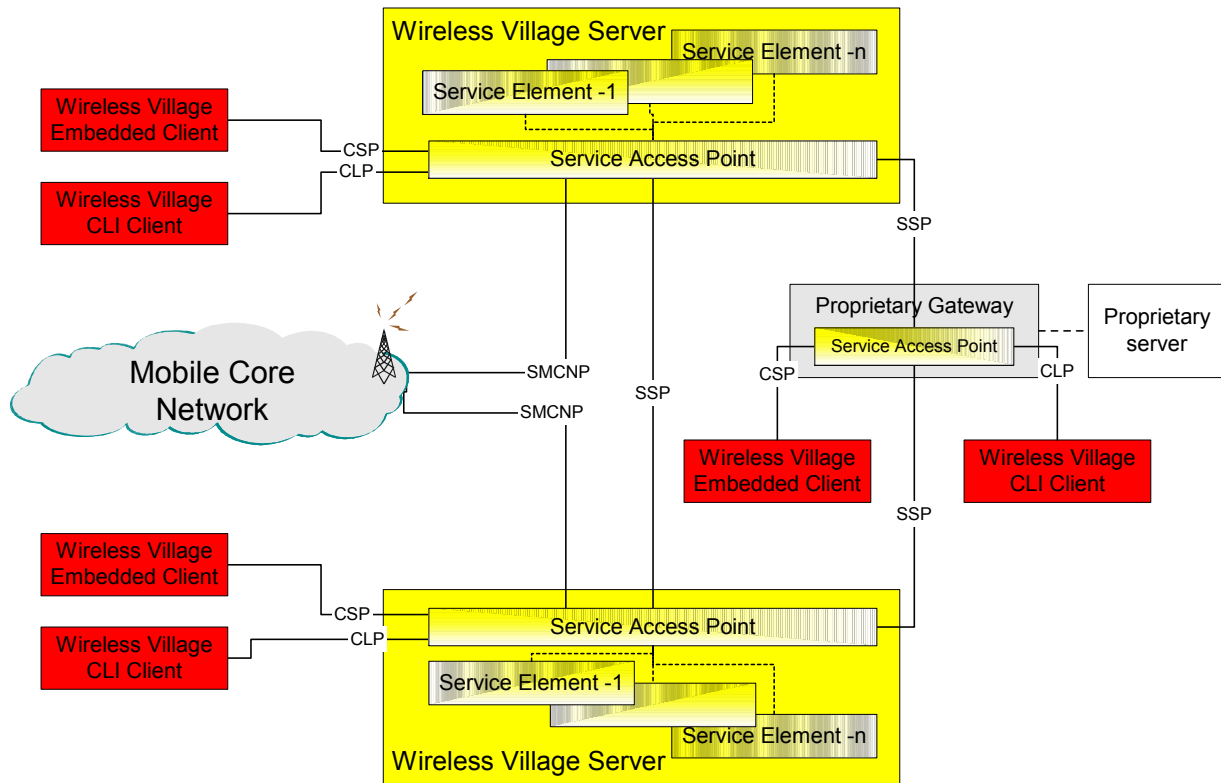 Wireless Village Server
Service Element -n
Service Element -1
Wireless Village
Embedded Client
CSP
Service Access Point
CLP
Wireless Village
CLI Client
SSP
Proprietary Gateway
Proprietary
server
Service Access Point
Mobile Core
Network
SMCNP
SSP
CSP
CLP
SMCNP
Wireless Village
Embedded Client
Wireless Village
CLI Client
SSP
Wireless Village
Embedded Client
CSP
Service Access Point
CLP
Wireless Village
CLI Client
Service Element -1
Service Element -n
Wireless Village Server